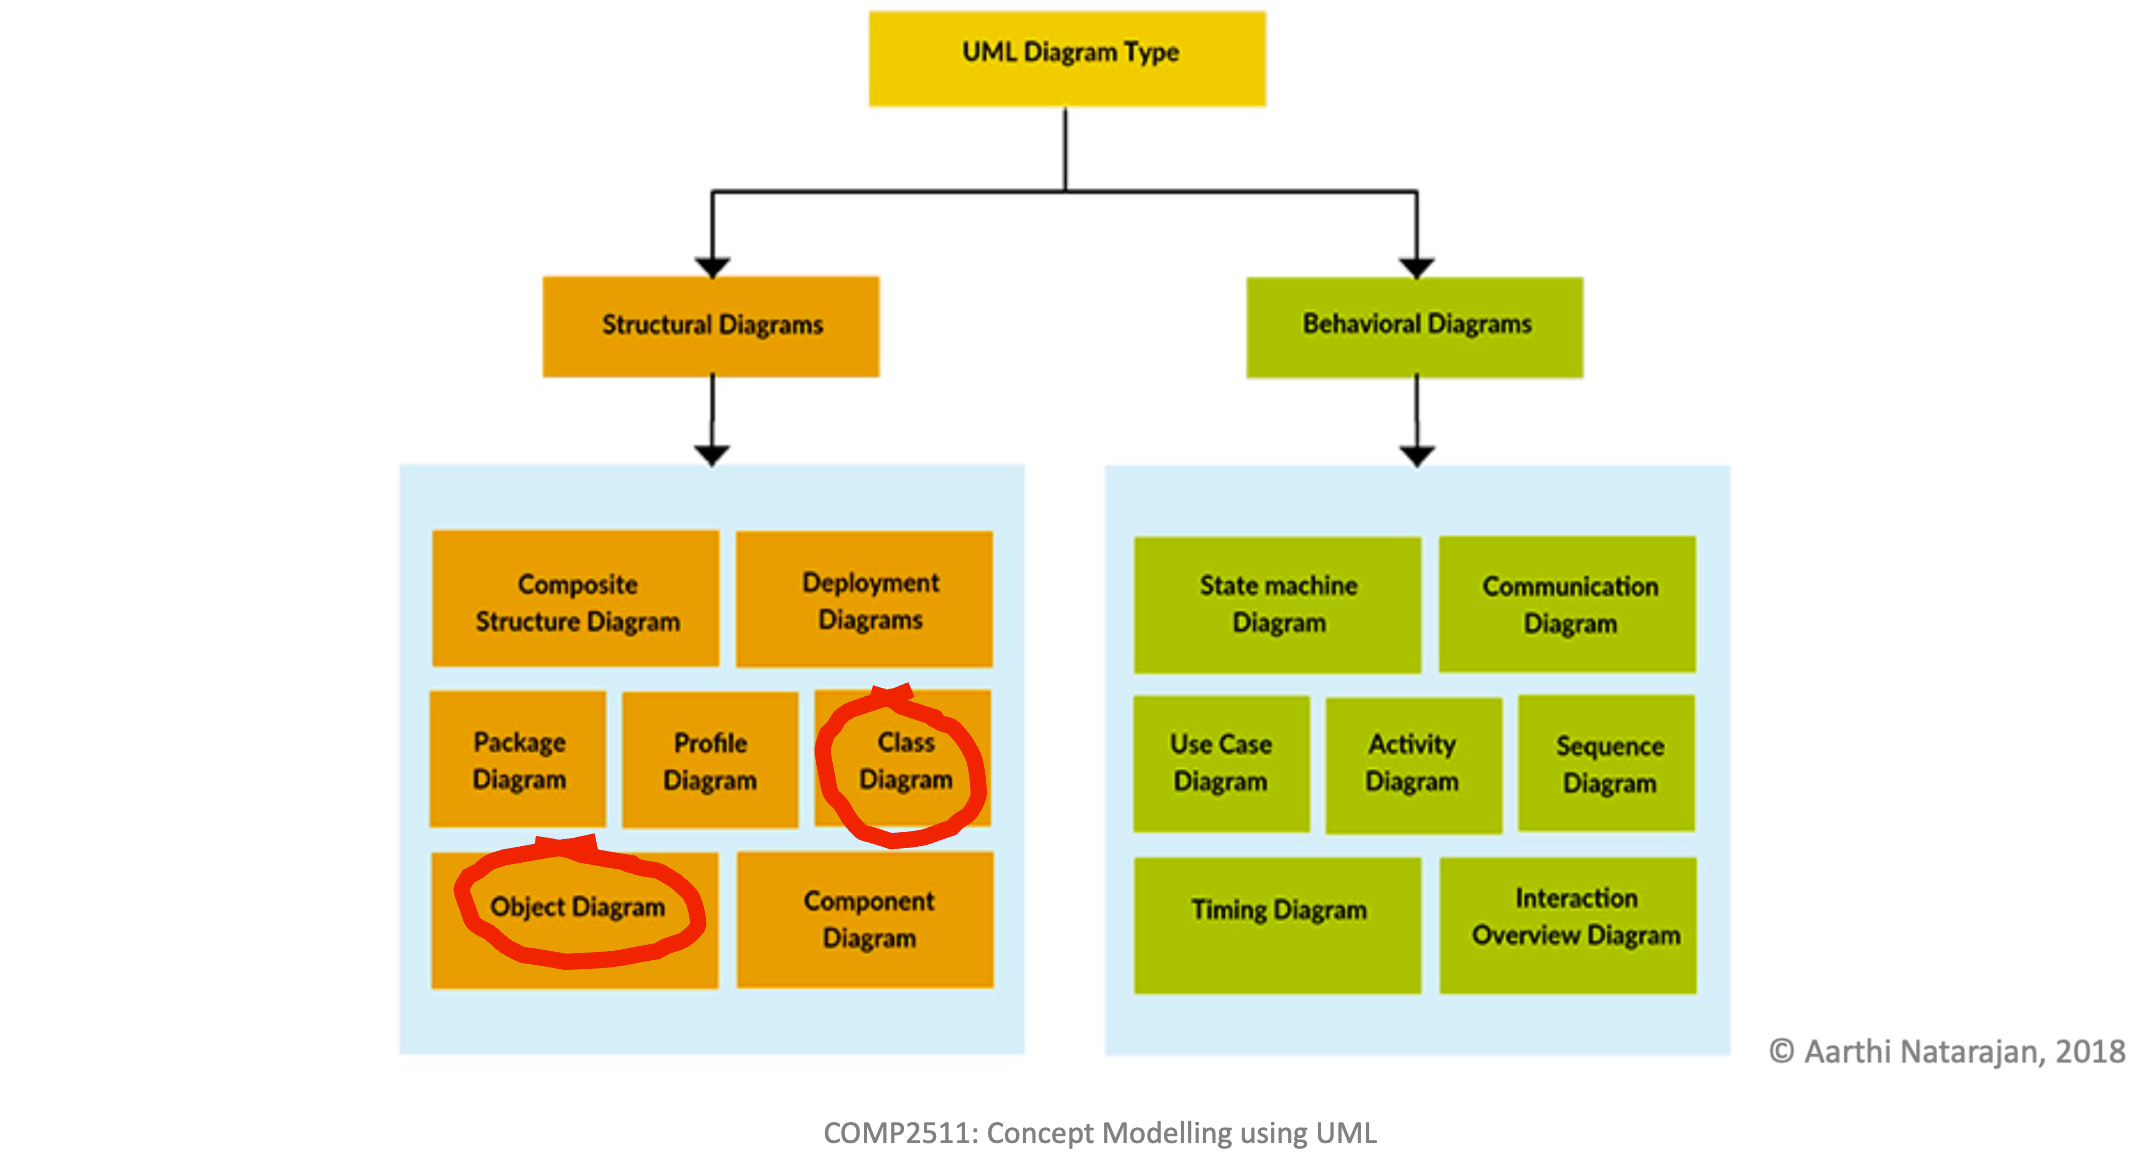 UML Diagram Type
Structural Diagrams
Behavioral Diagrams
Composite
Structure Diagram
Deployment
Diagrams
Package
Diagram
Profile
Diagram
Class
Diagram
Object Diagram
Component
Diagram
State machine
Diagram
Communication
Diagram
Use Case
Diagram
Activity
Diagram
Sequence
Diagram
Timing Diagram
Interaction
Overview Diagram
© Aarthi Natarajan, 2018
COMP2511: Concept Modelling using UML